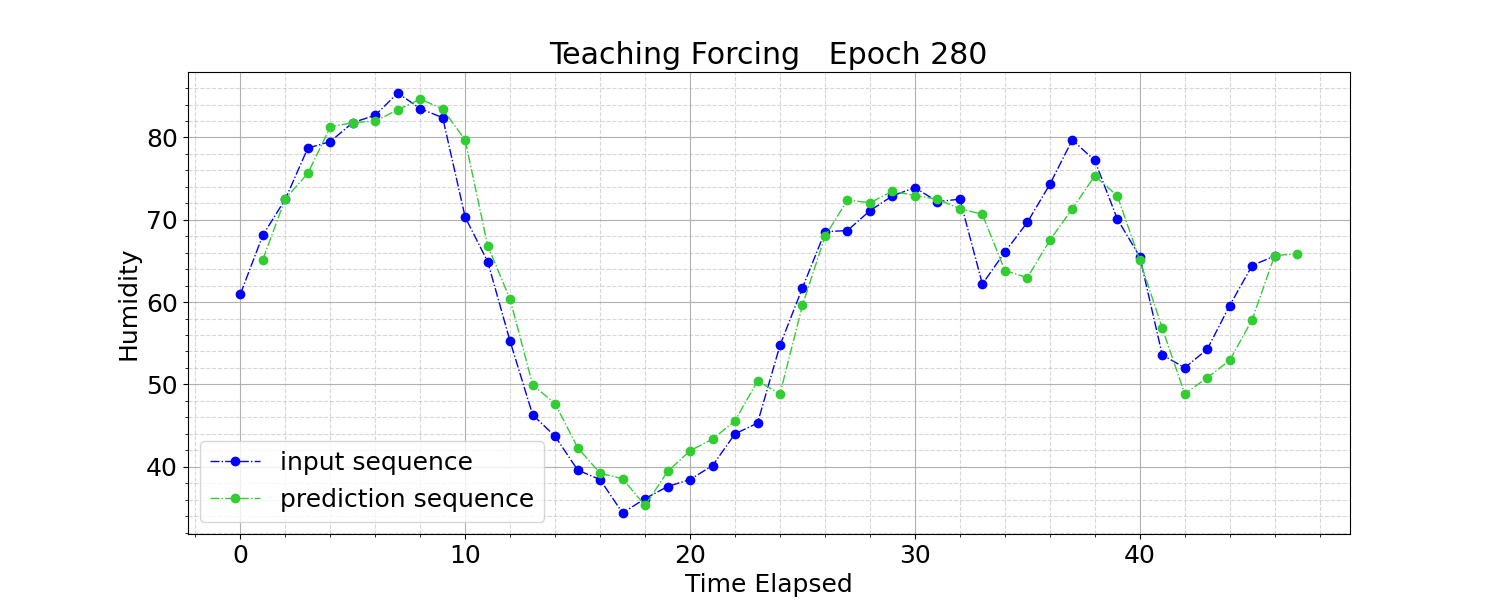 Teaching Forcing   Epoch 280
Humidity
80
70
60
50
40
input sequence
prediction sequence
0 10 20 30 40
Time Elapsed